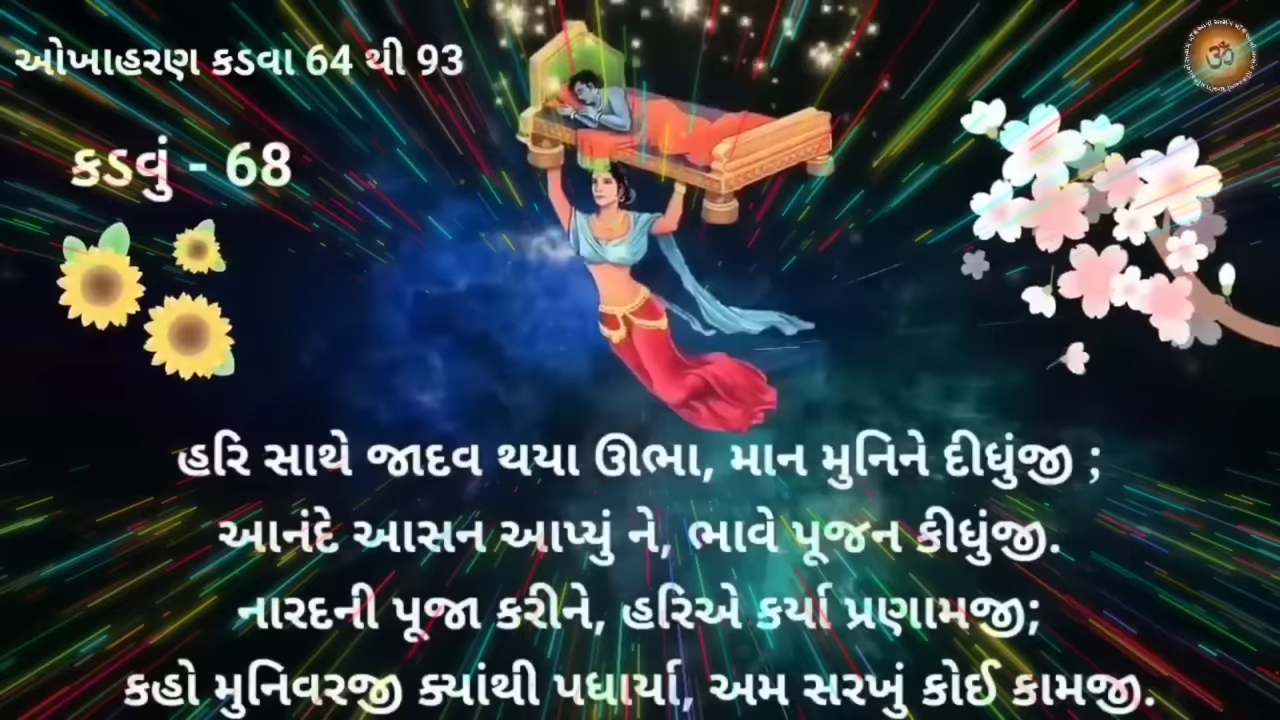 ઓખાહરણ કડવા 64 થી 93
ૐ
કડવું - 68
હરિ સાથે જાદવ થયા ઊભા, માન મુનિને દીધુંજી ;
આનંદે આસન આપ્યું ને, ભાવે પૂજન કીધુંજી.
નારદની પૂજા કરીને, હરિએ કર્યા પ્રણામજી;
કહો મુનિવરજી ક્યાંથી પધાર્યા, અમ સરખું કોઈ કામજી.